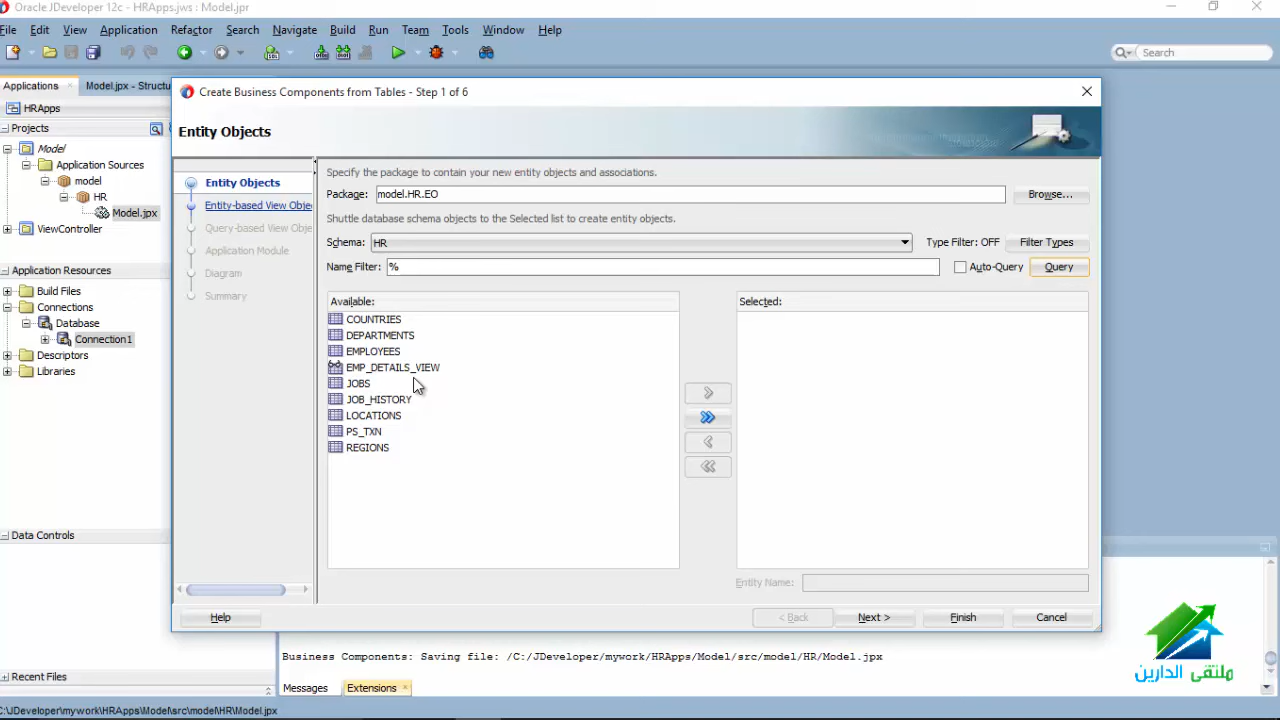 Oracle JDeveloper 12c - HRApps.jws : Model.jpr
File Edit View Application Refactor Search Navigate Build Run Team Tools Window Help
Search
Applications
Model.jpx - Structu
HRApps
Projects
Model
Application Sources
model
HR
Model.jpx
ViewController
Application Resources
Build Files
Connections
Database
Connection1
Descriptors
Libraries
Data Controls
Recent Files
Create Business Components from Tables - Step 1 of 6
Entity Objects
Entity Objects
Entity-based View Obje
Query-based View Obje
Application Module
Diagram
Summary
Specify the package to contain your new entity objects and associations.
Package: model.HR.EO Browse...
Shuttle database schema objects to the Selected list to create entity objects.
Schema: HR Type Filter: OFF Filter Types
Name Filter: % Auto-Query Query
Available:
COUNTRIES
DEPARTMENTS
EMPLOYEES
EMP_DETAILS_VIEW
JOBS
JOB_HISTORY
LOCATIONS
PS_TXN
REGIONS
Selected:
Entity Name:
Help < Back Next > Finish Cancel
Business Components: Saving file: /C:/JDeveloper/mywork/HRApps/Model/src/model/HR/Model.jpx
Messages Extensions
C:\JDeveloper\mywork\HRApps\Model\src\model\HR\Model.jpx
ملتقى الدارين